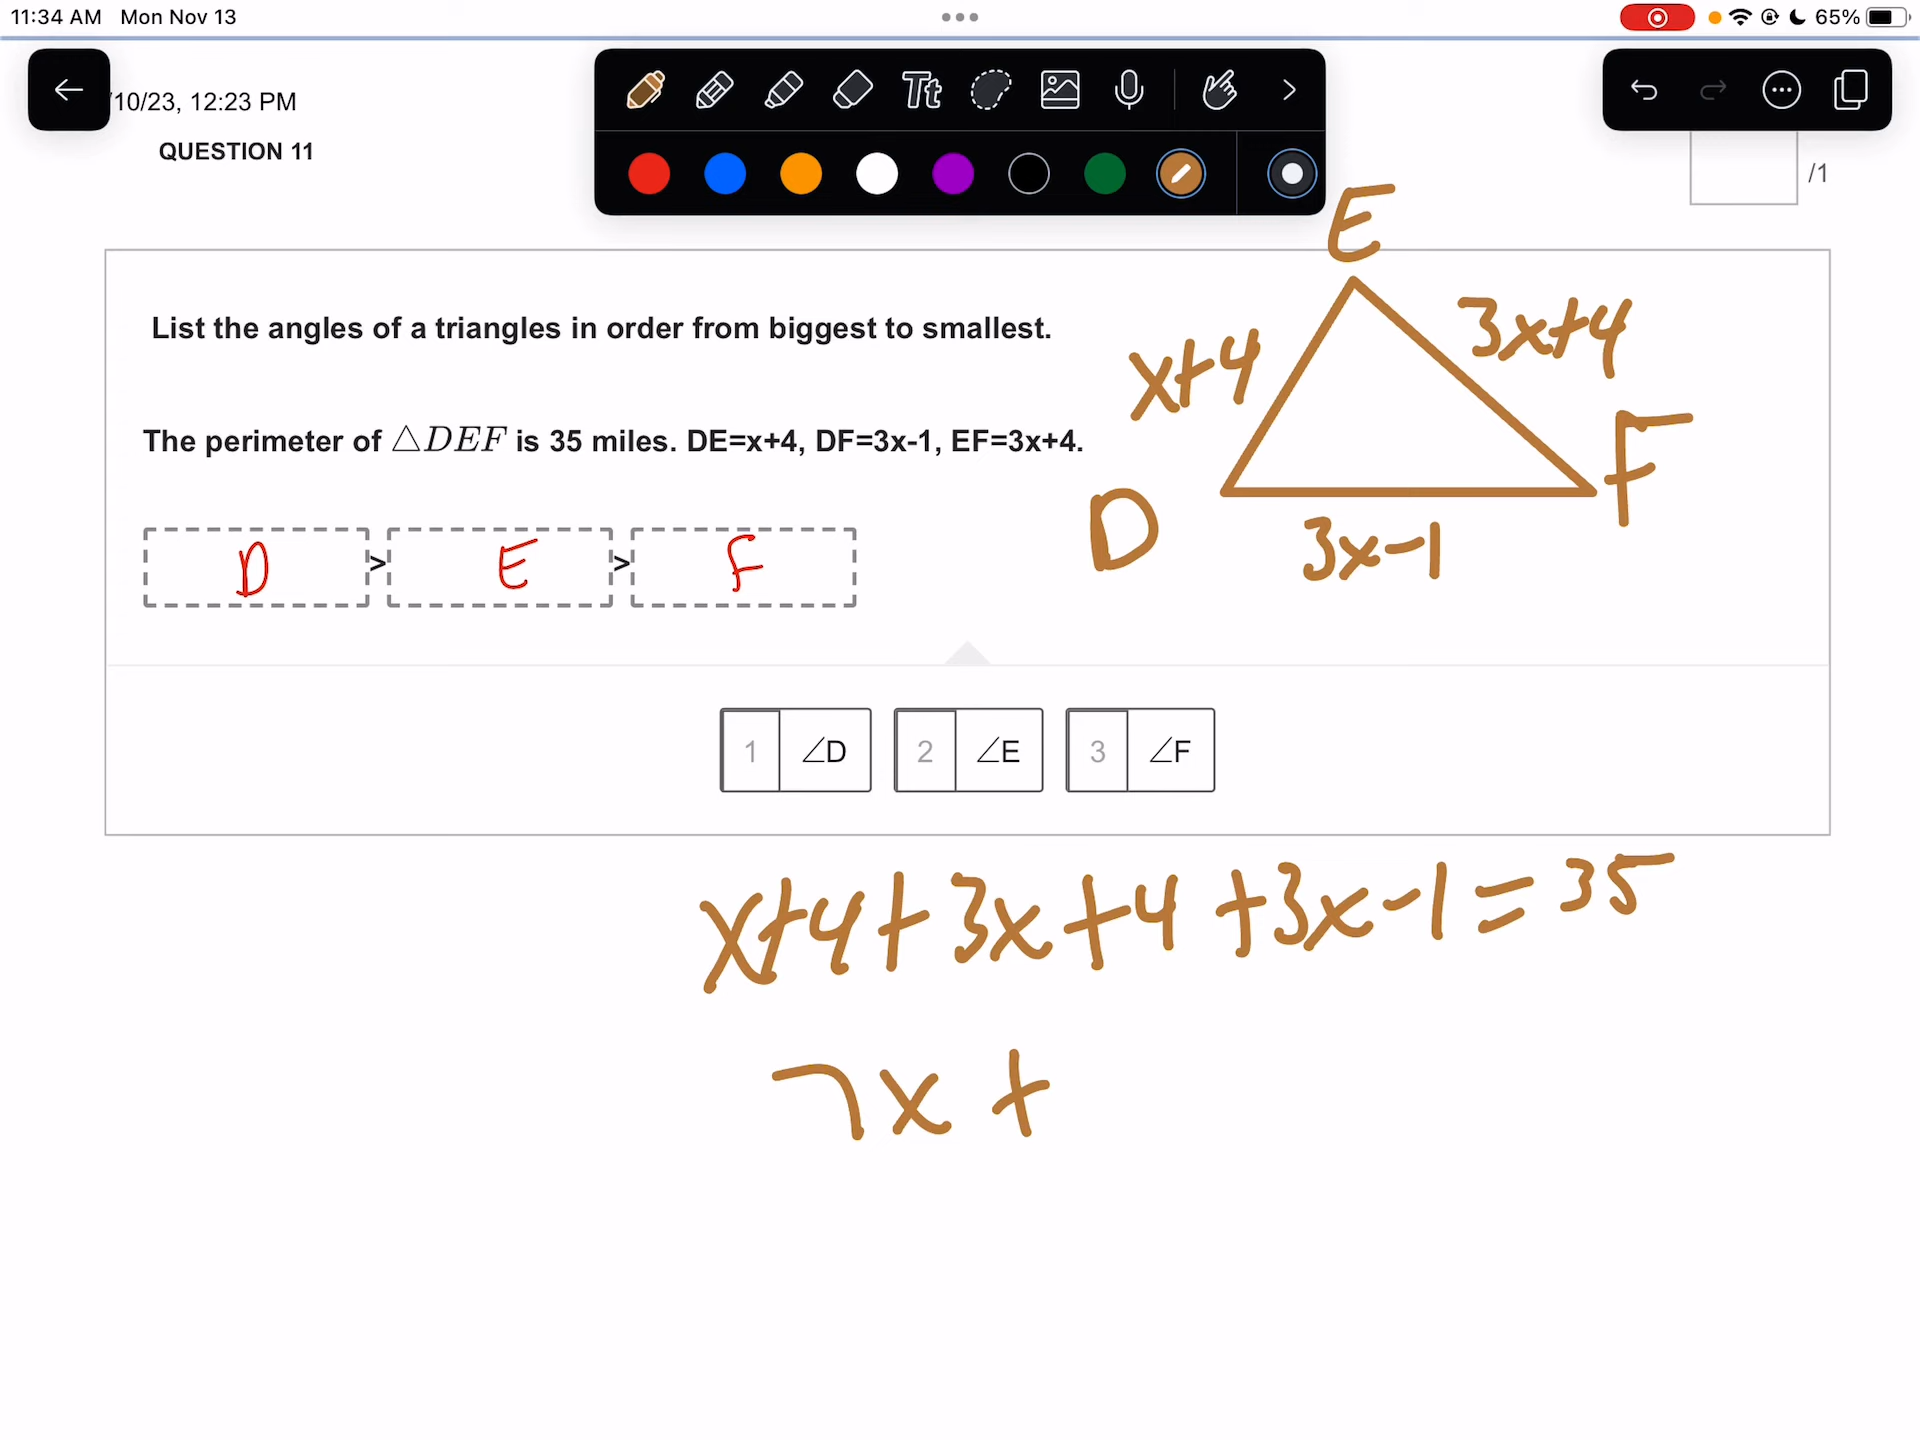 11:34 AM Mon Nov 13
65%
/10/23, 12:23 PM
Tt
QUESTION 11
/1
E
List the angles of a triangles in order from biggest to smallest.
x+4
3x+4
The perimeter of △DEF is 35 miles. DE=x+4, DF=3x-1, EF=3x+4.
F
D
3x-1
D > E > F
1 ∠D 2 ∠E 3 ∠F
x+4+3x+4+3x-1=35
7x +